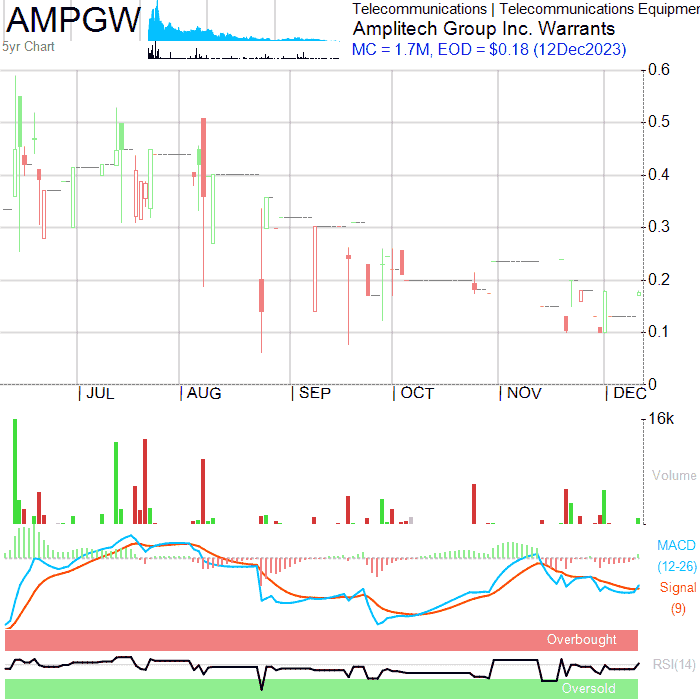 AMPGW
5yr Chart
Telecommunications | Telecommunications Equipmen
Amplitech Group Inc. Warrants
MC = 1.7M, EOD = $0.18 (12Dec2023)
0.6
0.5
0.4
0.3
0.2
0.1
0
JUL AUG SEP OCT NOV DEC
16k
Volume
MACD
(12-26)
Signal
(9)
Overbought
RSI(14)
Oversold